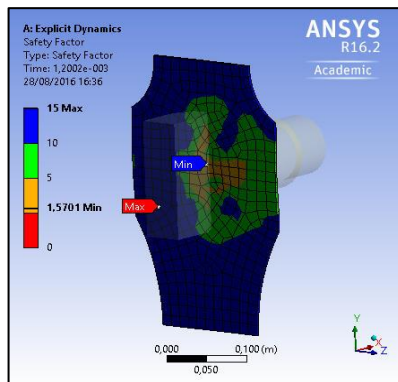 A: Explicit Dynamics
Safety Factor
Type: Safety Factor
Time: 1,2002e-003
28/08/2016 16:36
ANSYS
R16.2
Academic
15 Max
10
5
1,5701 Min
0
Min
Max
0,000
0,100 (m)
0,050
Y
X
Z